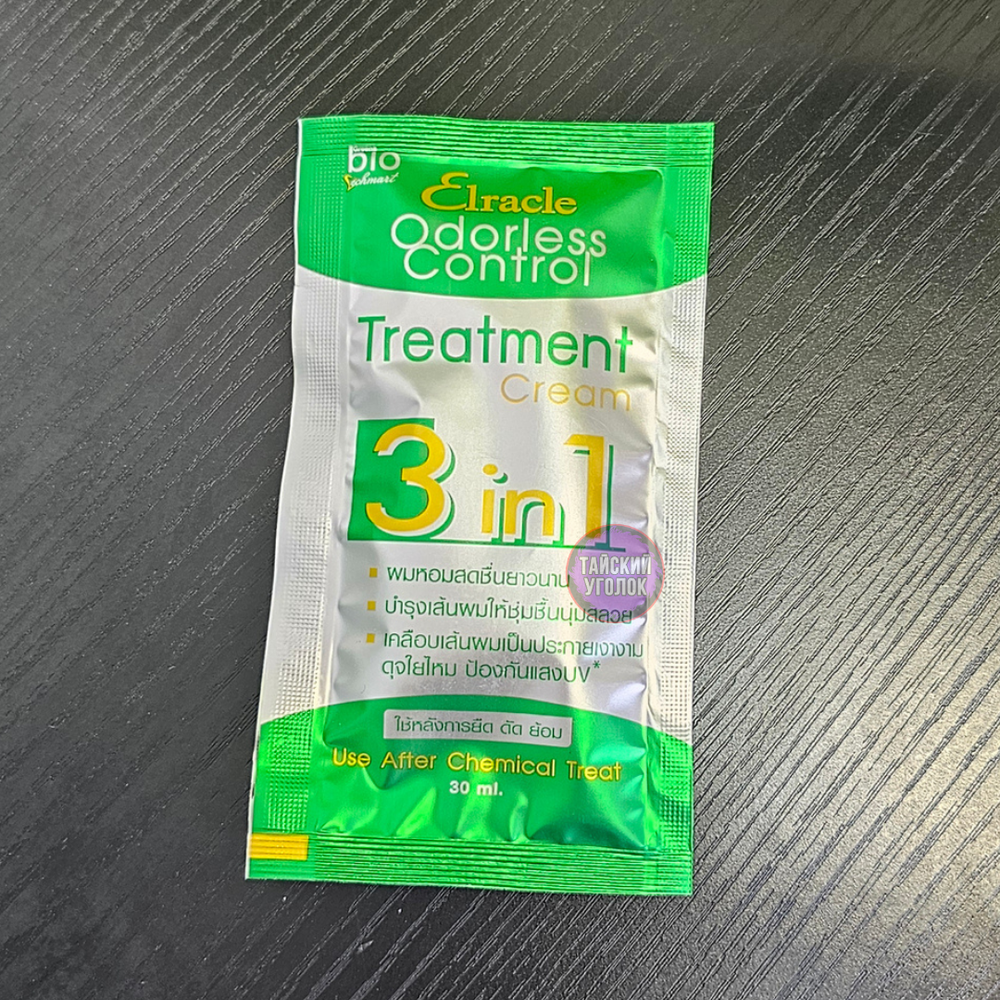 bio
Elracle
Odorless
Control
Treatment
Cream
3 in 1
ТАЙСКИЙ
УГОЛОК
ผมหอมสดชื่นยาวนาน
บำรุงเส้นผมให้ชุ่มชื้นนุ่มสลวย
เคลือบเส้นผมเป็นประกายเงางาม
ดุจใยไหม ป้องกันแสงUV*
ใช้หลังการยืด ดัด ย้อม
Use After Chemical Treat
30 ml.